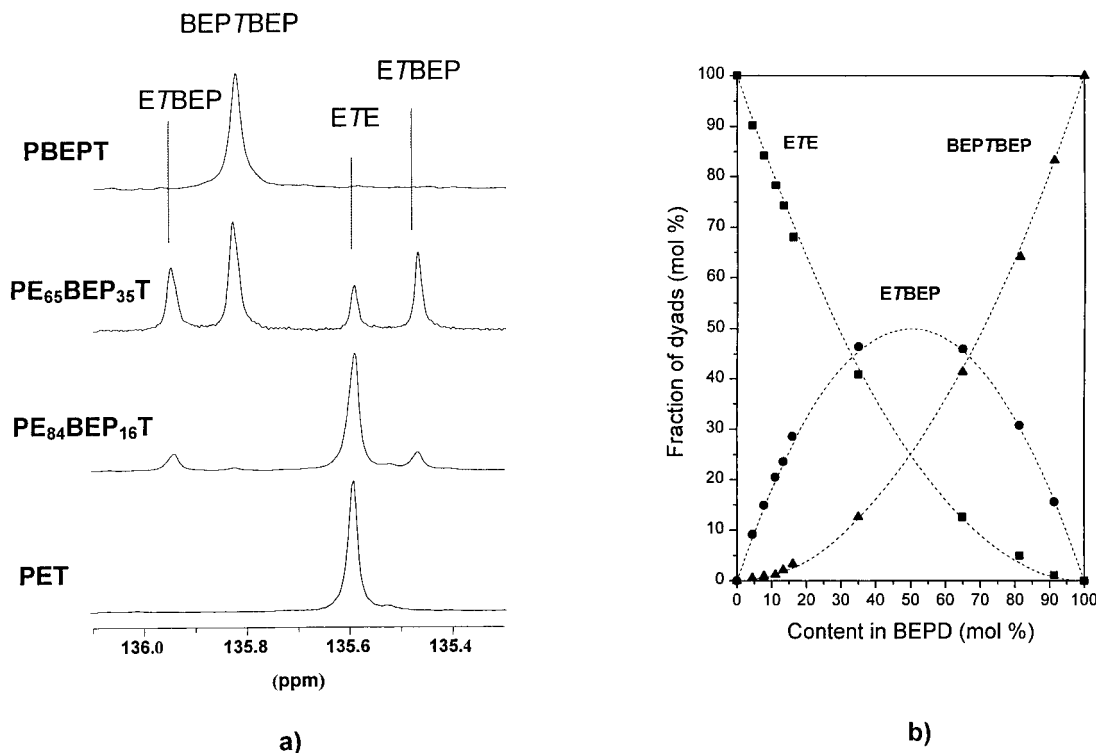 BEPTBEP
ETBEP
ETBEP
ETE
PBEPT
PE65BEP35T
PE84BEP16T
PET
136.0 135.8 135.6 135.4
(ppm)
a)
100
90
80
70
60
50
40
30
20
10
0
Fraction of dyads (mol %)
ETE
BEPTBEP
ETBEP
0 10 20 30 40 50 60 70 80 90 100
Content in BEPD (mol %)
b)